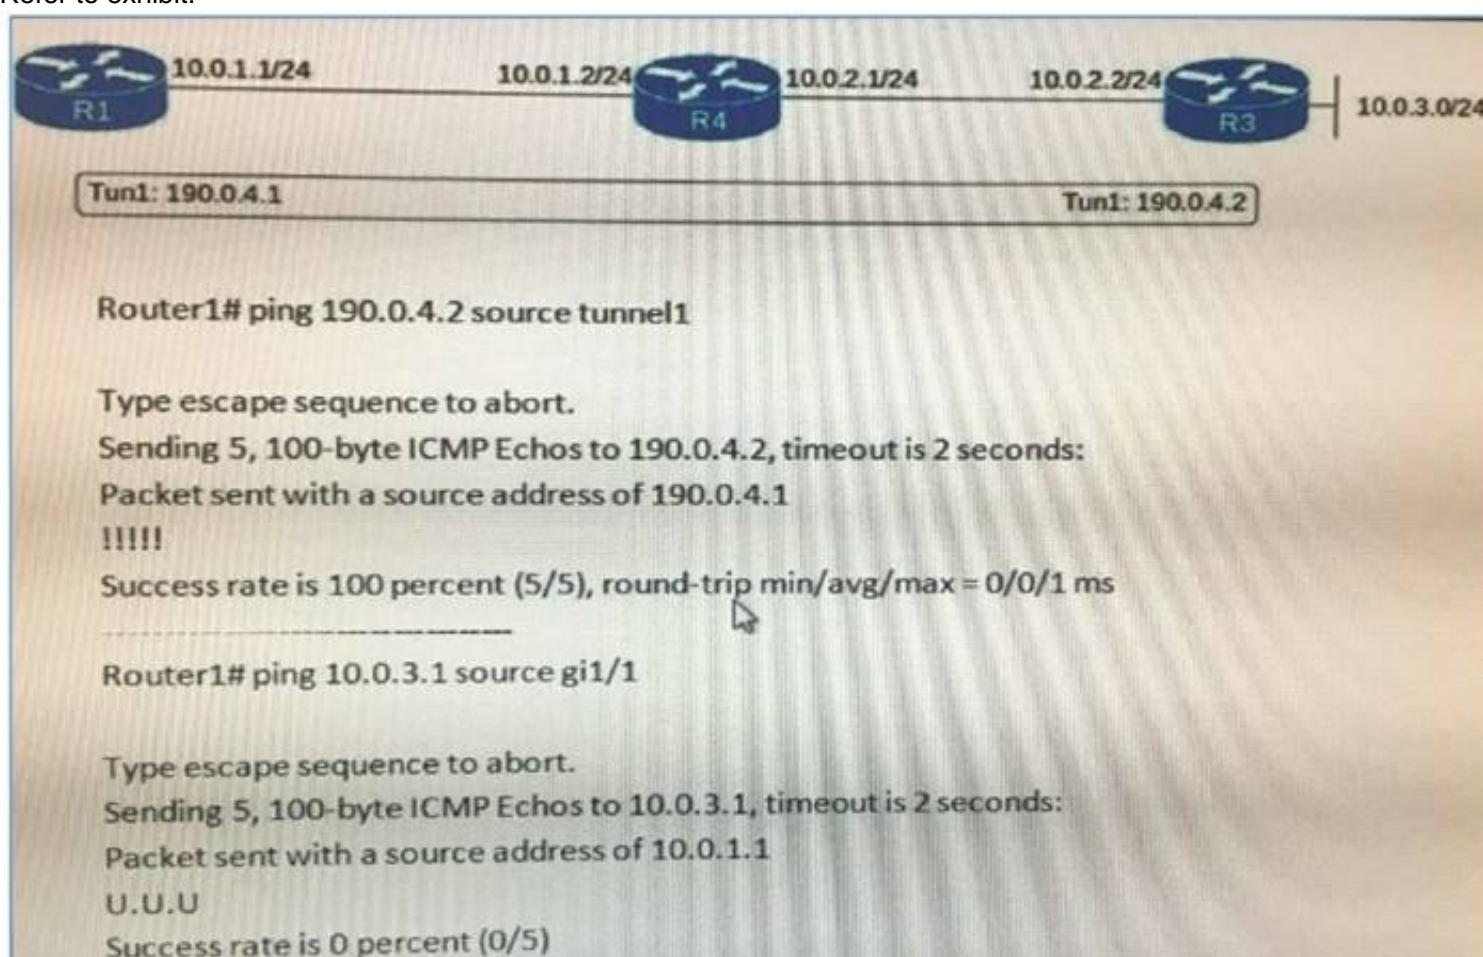 Refer to exhibit.
10.0.1.1/24 10.0.1.2/24 10.0.2.1/24 10.0.2.2/24
R1 R4 R3 10.0.3.0/24
Tun1: 190.0.4.1 Tun1: 190.0.4.2
Router1# ping 190.0.4.2 source tunnel1
Type escape sequence to abort.
Sending 5, 100-byte ICMP Echos to 190.0.4.2, timeout is 2 seconds:
Packet sent with a source address of 190.0.4.1
!!!!!
Success rate is 100 percent (5/5), round-trip min/avg/max = 0/0/1 ms
Router1# ping 10.0.3.1 source gi1/1
Type escape sequence to abort.
Sending 5, 100-byte ICMP Echos to 10.0.3.1, timeout is 2 seconds:
Packet sent with a source address of 10.0.1.1
U.U.U
Success rate is 0 percent (0/5)